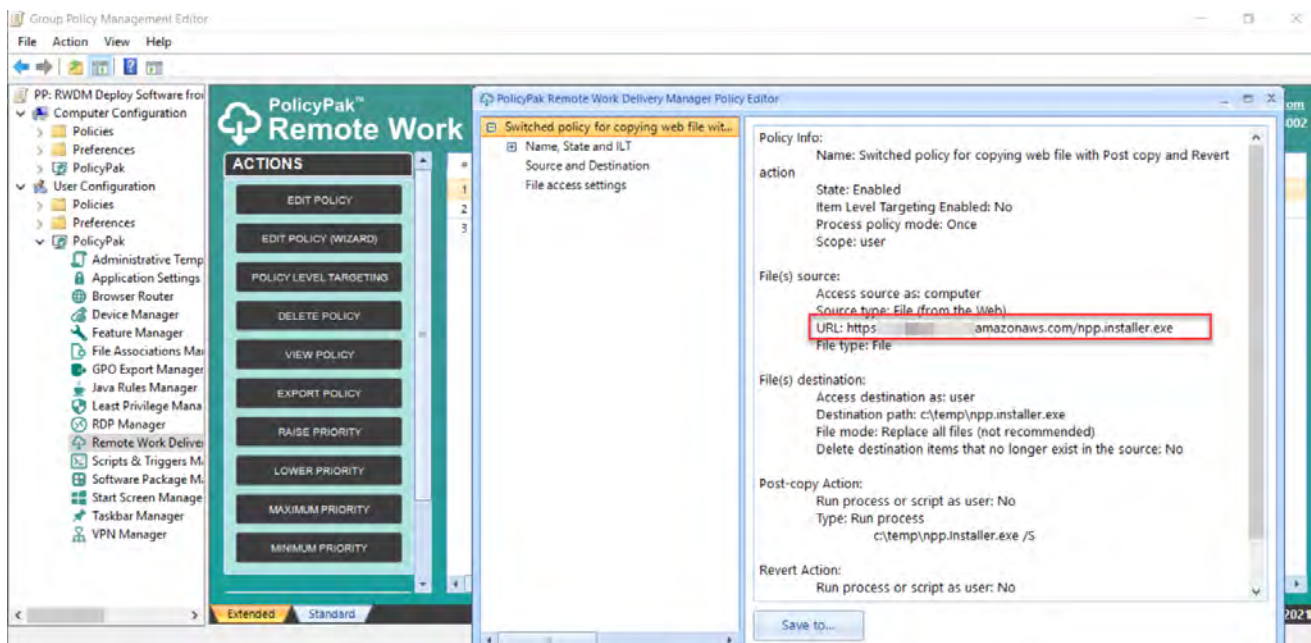 Group Policy Management Editor
File Action View Help
PP: RWDM Deploy Software froi
Computer Configuration
Policies
Preferences
PolicyPak
User Configuration
Policies
Preferences
PolicyPak
Administrative Temp
Application Settings
Browser Router
Device Manager
Feature Manager
File Associations Ma
GPO Export Manager
Java Rules Manager
Least Privilege Mana
RDP Manager
Remote Work Delive
Scripts & Triggers M
Software Package M
Start Screen Manage
Taskbar Manager
VPN Manager
PolicyPak™
Remote Work
ACTIONS
EDIT POLICY
EDIT POLICY (WIZARD)
POLICY LEVEL TARGETING
DELETE POLICY
VIEW POLICY
EXPORT POLICY
RAISE PRIORITY
LOWER PRIORITY
MAXIMUM PRIORITY
MINIMUM PRIORITY
#
1
2
3
Extended Standard
PolicyPak Remote Work Delivery Manager Policy Editor
Switched policy for copying web file wit...
Name, State and ILT
Source and Destination
File access settings
Policy Info:
Name: Switched policy for copying web file with Post copy and Revert
action
State: Enabled
Item Level Targeting Enabled: No
Process policy mode: Once
Scope: user
File(s) source:
Access source as: computer
Source type: File (from the Web)
URL: https amazonaws.com/npp.installer.exe
File type: File
File(s) destination:
Access destination as: user
Destination path: c:\temp\npp.installer.exe
File mode: Replace all files (not recommended)
Delete destination items that no longer exist in the source: No
Post-copy Action:
Run process or script as user: No
Type: Run process
c:\temp\npp.Installer.exe /S
Revert Action:
Run process or script as user: No
Save to...
om
002
2021